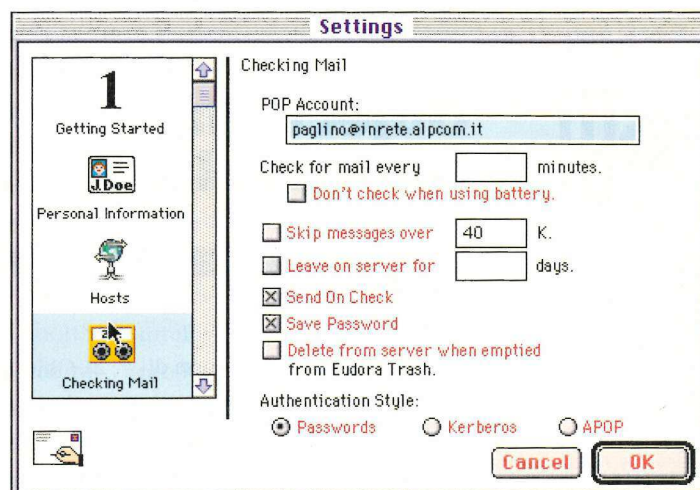 Settings
1
Getting Started
J.Doe
Personal Information
Hosts
Checking Mail
Checking Mail
POP Account:
paglino@inrete.alpcom.it
Check for mail every minutes.
Don't check when using battery.
Skip messages over 40 K.
Leave on server for days.
Send On Check
Save Password
Delete from server when emptied
from Eudora Trash.
Authentication Style:
Passwords Kerberos APOP
Cancel OK